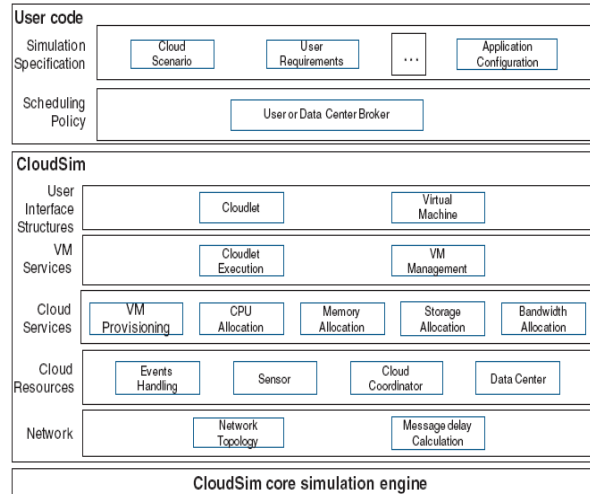 User code
Simulation
Specification
Cloud
Scenario
User
Requirements
...
Application
Configuration
Scheduling
Policy
User or Data Center Broker
CloudSim
User
Interface
Structures
Cloudlet
Virtual
Machine
VM
Services
Cloudlet
Execution
VM
Management
Cloud
Services
VM
Provisioning
CPU
Allocation
Memory
Allocation
Storage
Allocation
Bandwidth
Allocation
Cloud
Resources
Events
Handling
Sensor
Cloud
Coordinator
Data Center
Network
Network
Topology
Message delay
Calculation
CloudSim core simulation engine